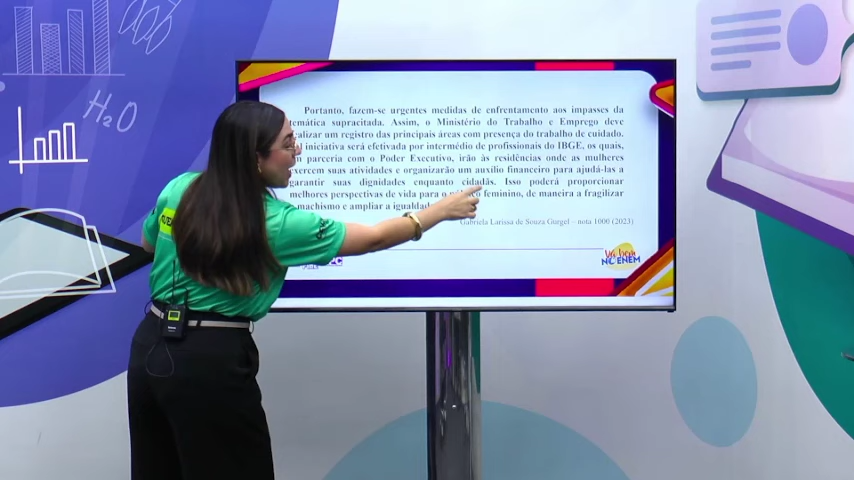 H₂O
Portanto, fazem-se urgentes medidas de enfrentamento aos impasses da
temática supracitada. Assim, o Ministério do Trabalho e Emprego deve
realizar um registro das principais áreas com presença do trabalho de cuidado.
iniciativa será efetivada por intermédio de profissionais do IBGE, os quais,
em parceria com o Poder Executivo, irão às residências onde as mulheres
exercem suas atividades e organizarão um auxílio financeiro para ajudá-las a
garantir suas dignidades enquanto cidadãs. Isso poderá proporcionar
melhores perspectivas de vida para o feminino, de maneira a fragilizar
machismo e ampliar a igualdade
Gabriela Larissa de Souza Gurgel – nota 1000 (2023)
Vá bem
NO ENEM